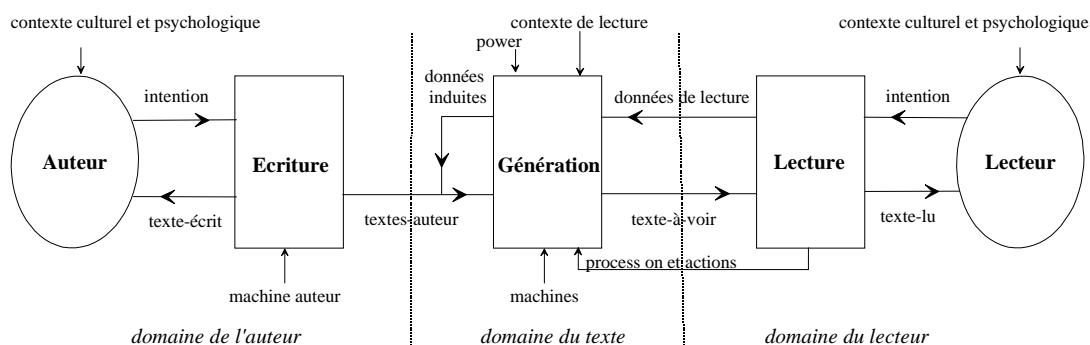 contexte culturel et psychologique
contexte de lecture
contexte culturel et psychologique
power
données
induites
intention
données de lecture
intention
Auteur
Ecriture
Génération
Lecture
Lecteur
texte-écrit
textes-auteur
texte-à-voir
texte-lu
process on et actions
machine auteur
machines
domaine de l'auteur
domaine du texte
domaine du lecteur